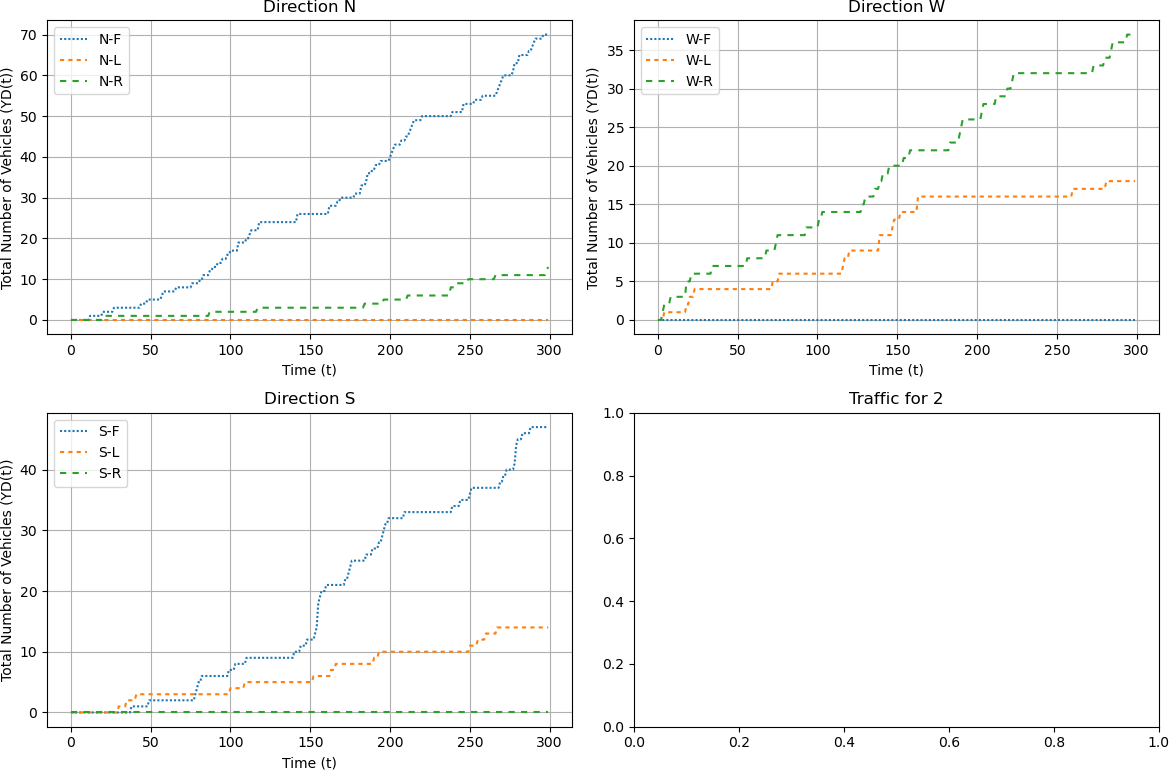 Direction N
Total Number of Vehicles (YD(t))
70
60
50
40
30
20
10
0
N-F
N-L
N-R
0 50 100 150 200 250 300
Time (t)
Direction W
Total Number of Vehicles (YD(t))
35
30
25
20
15
10
5
0
W-F
W-L
W-R
0 50 100 150 200 250 300
Time (t)
Direction S
Total Number of Vehicles (YD(t))
40
30
20
10
0
S-F
S-L
S-R
0 50 100 150 200 250 300
Time (t)
Traffic for 2
1.0
0.8
0.6
0.4
0.2
0.0
0.0 0.2 0.4 0.6 0.8 1.0